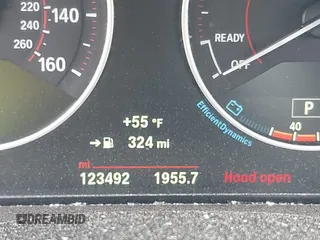 140
220
READY
240
260
160
OFF
+55 °F
324 mi
EfficientDynamics
P
40
mi
123492 1955.7 Hood open
DREAMBID